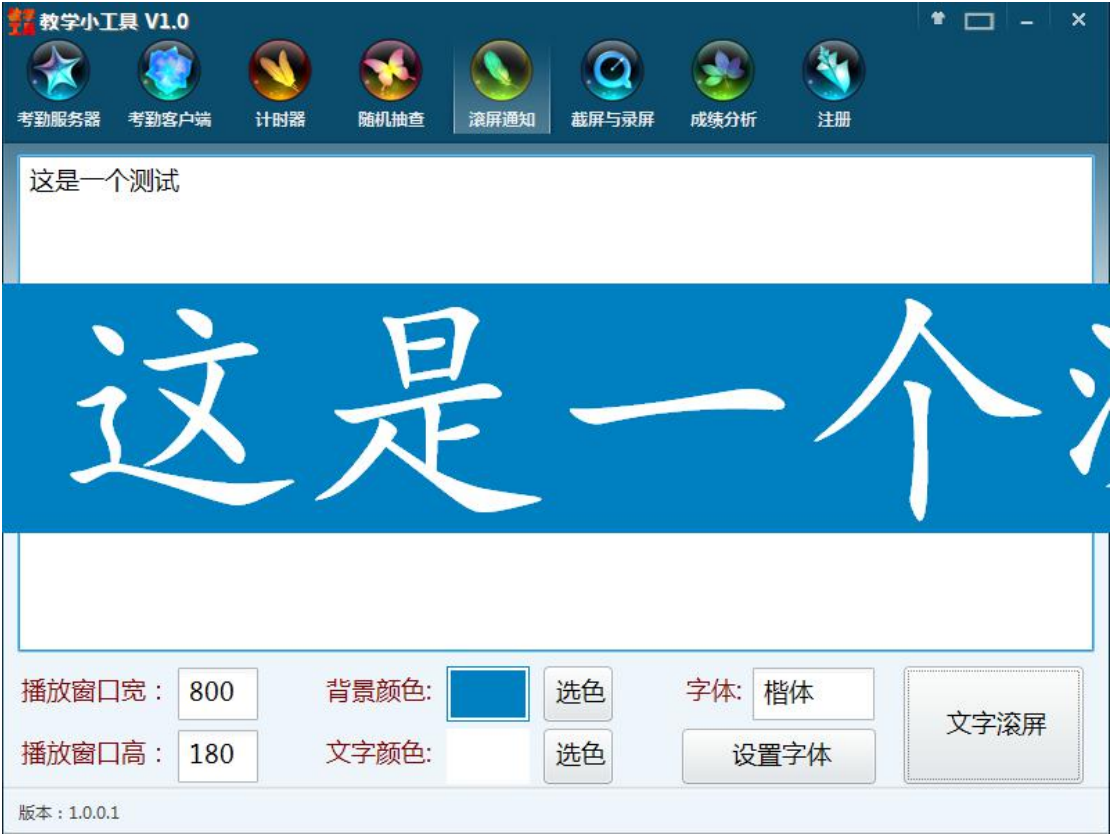 教学工具
教学小工具 V1.0
考勤服务器 考勤客户端 计时器 随机抽查 滚屏通知 截屏与录屏 成绩分析 注册
这是一个测试
这是一个
播放窗口宽： 800 背景颜色: 选色 字体: 楷体
文字滚屏
播放窗口高： 180 文字颜色: 选色 设置字体
版本：1.0.0.1